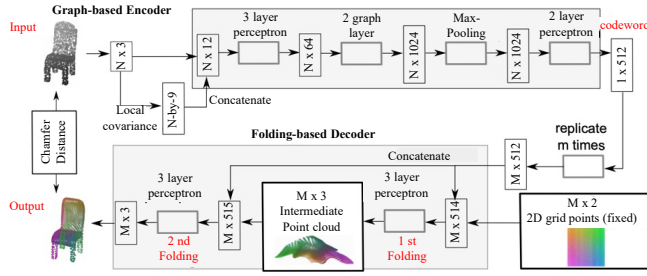 Graph-based Encoder
Input
N x 3
Local
covariance
N-by-9
Concatenate
N x 12
3 layer
perceptron
N x 64
2 graph
layer
N x 1024
Max-
Pooling
N x 1024
2 layer
perceptron
codeword
1 x 512
replicate
m times
M x 512
Chamfer
Distance
Folding-based Decoder
Concatenate
M x 2
2D grid points (fixed)
M x 514
3 layer
perceptron
1 st
Folding
M x 3
Intermediate
Point cloud
M x 515
3 layer
perceptron
2 nd
Folding
M x 3
Output